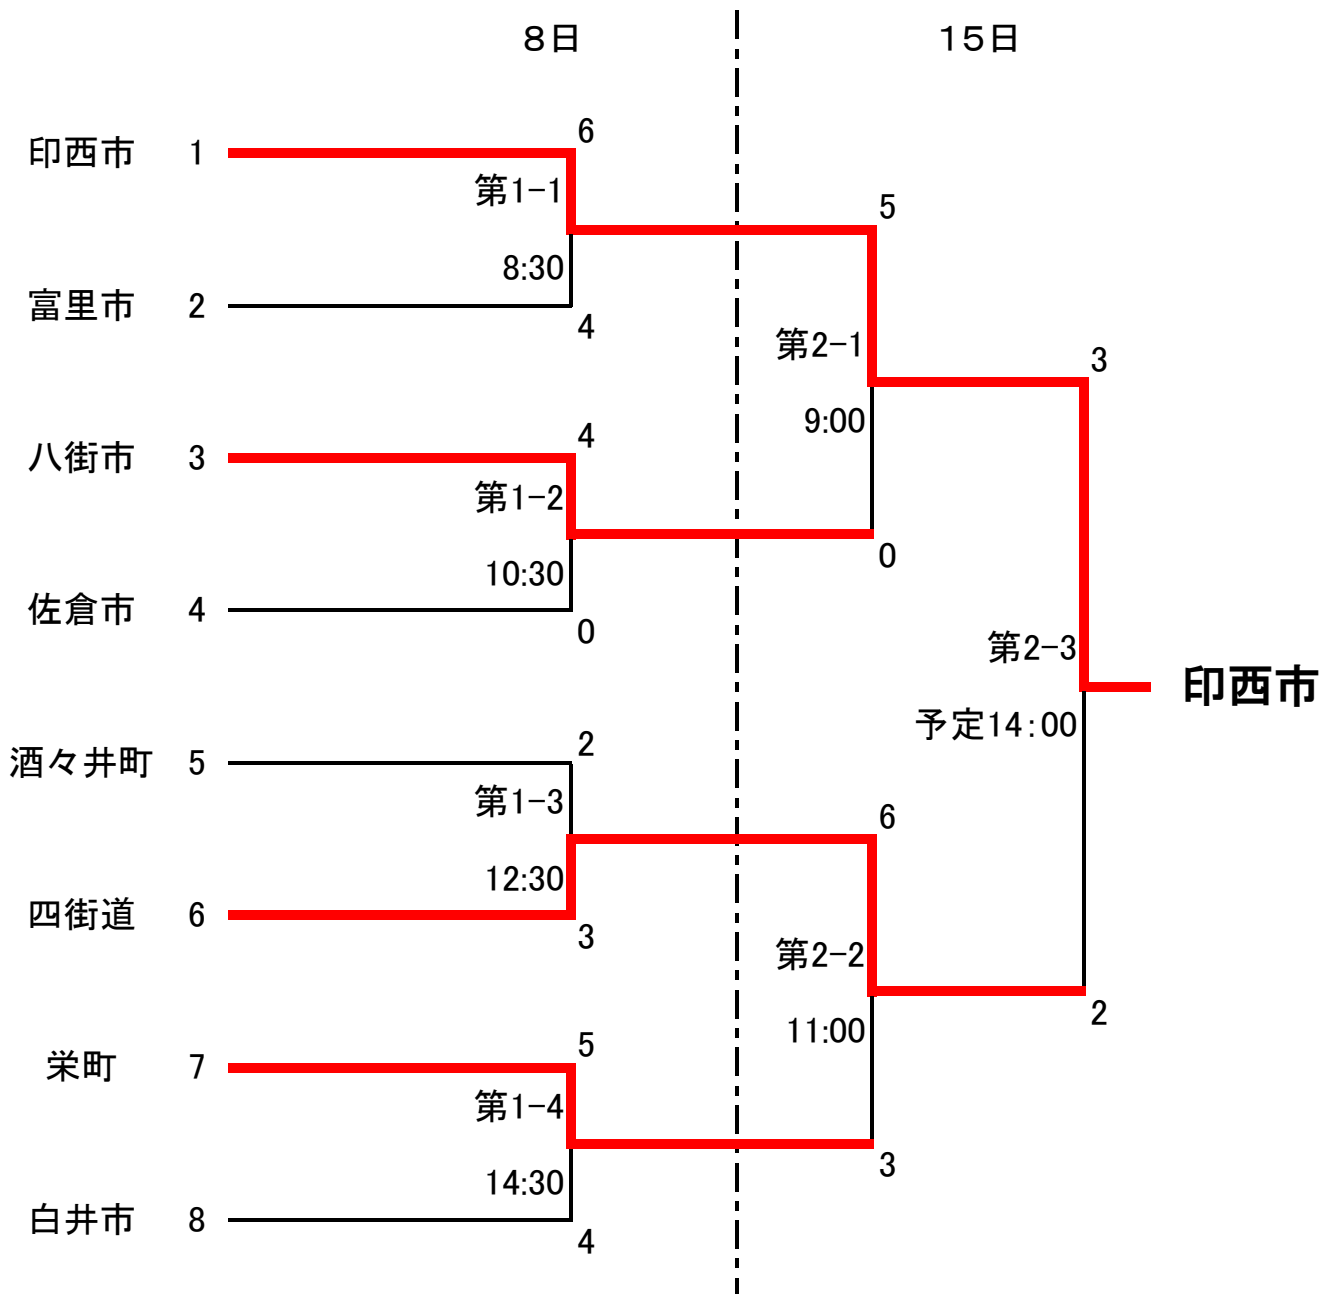 ８日
１５日
印西市 1
6
第1-1
8:30
富里市 2
4
5
第2-1
9:00
八街市 3
4
第1-2
10:30
0
佐倉市 4
0
3
第2-3
予定14:00
印西市
酒々井町 5
2
第1-3
12:30
四街道 6
3
6
第2-2
11:00
2
栄町 7
5
第1-4
14:30
3
白井市 8
4